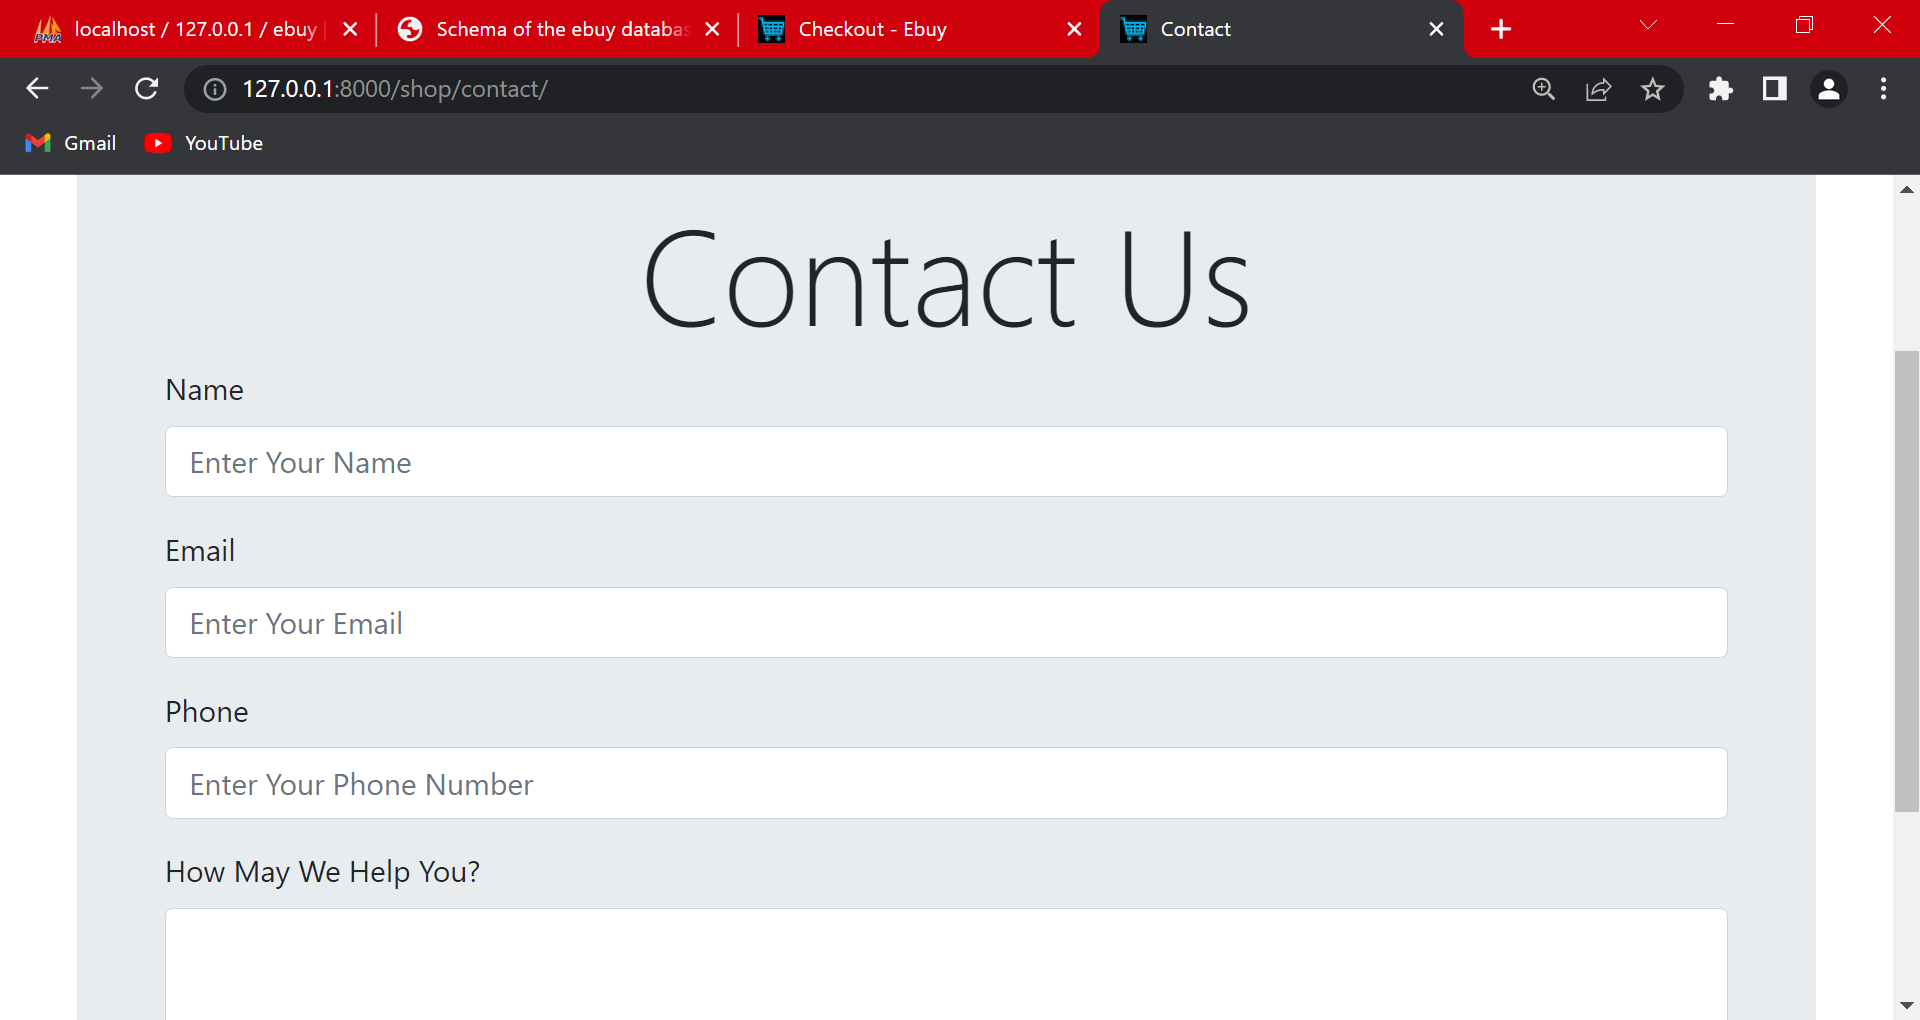 localhost / 127.0.0.1 / ebuy
Schema of the ebuy databas
Checkout - Ebuy
Contact
127.0.0.1:8000/shop/contact/
Gmail
YouTube
Contact Us
Name
Enter Your Name
Email
Enter Your Email
Phone
Enter Your Phone Number
How May We Help You?